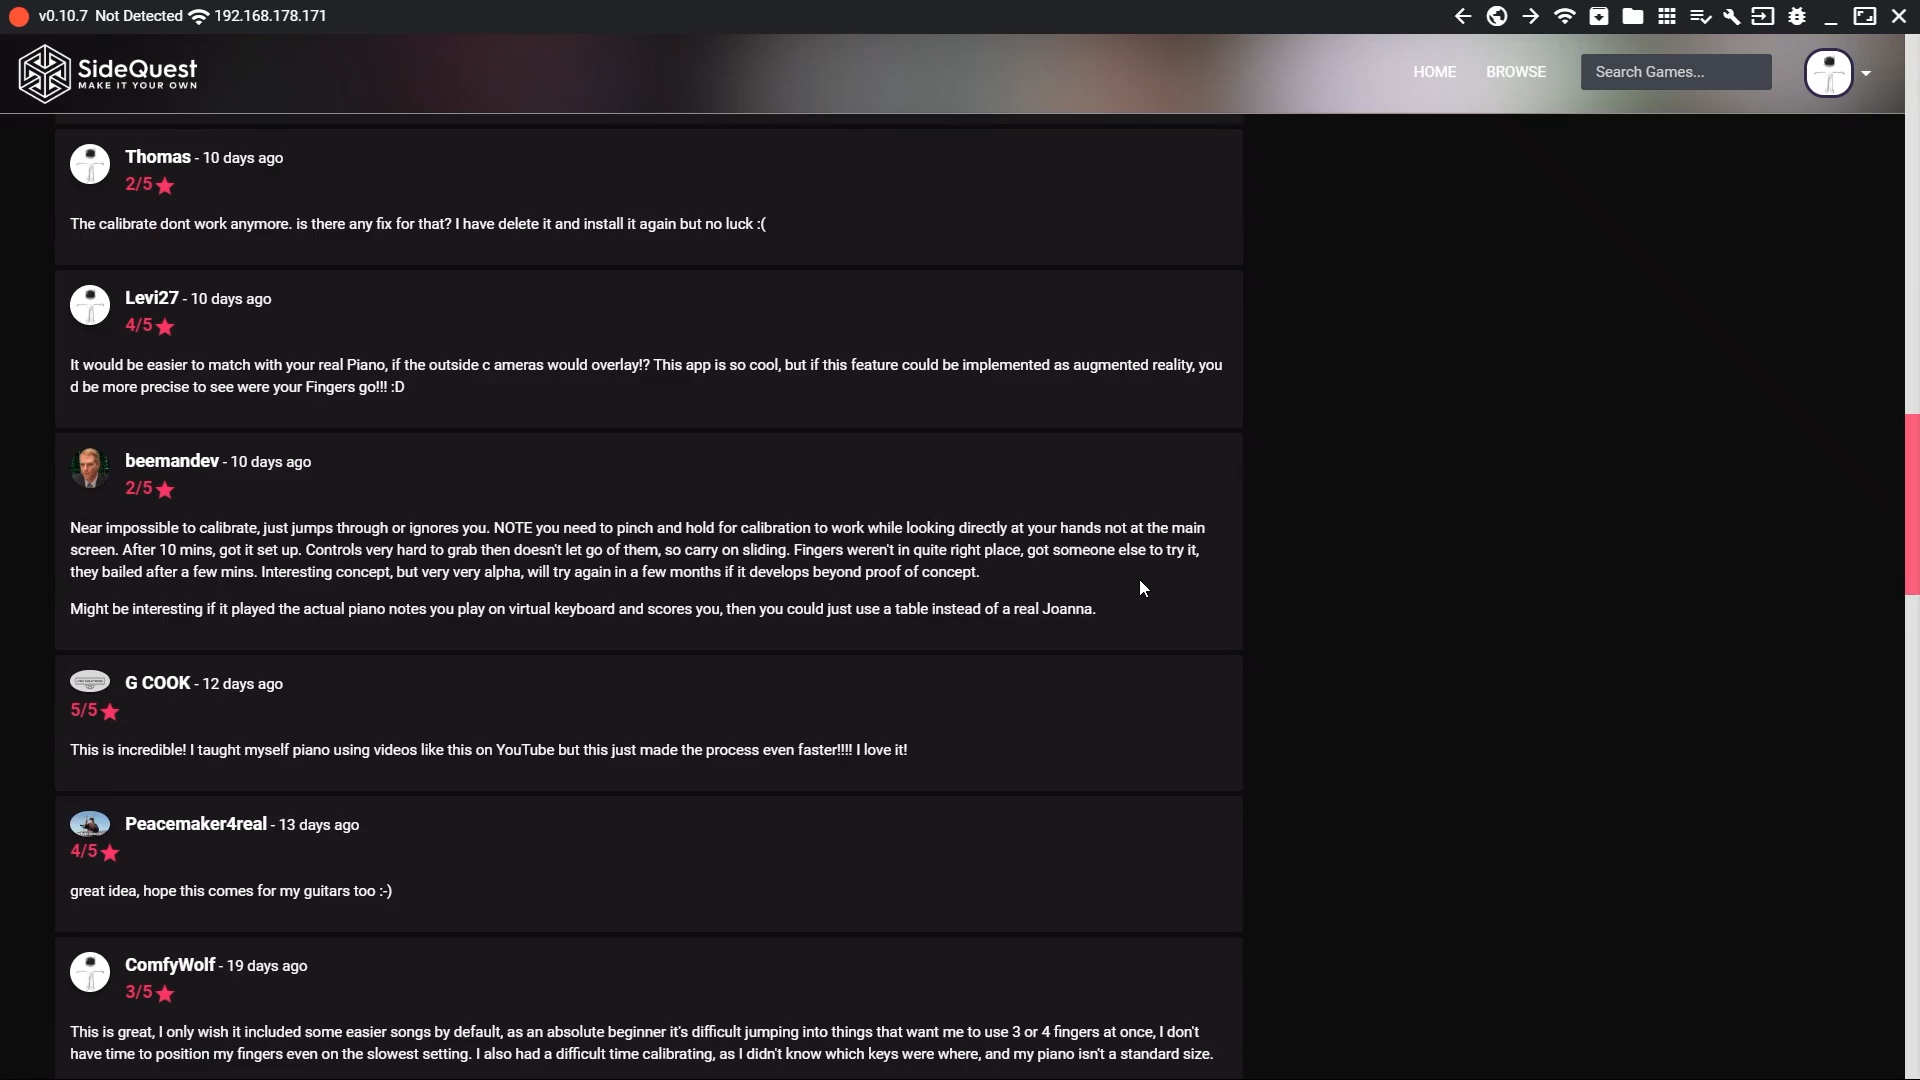 v0.10.7 Not Detected 192.168.178.171
SideQuest
MAKE IT YOUR OWN
HOME BROWSE Search Games...
Thomas - 10 days ago
2/5
The calibrate dont work anymore. is there any fix for that? I have delete it and install it again but no luck :(
Levi27 - 10 days ago
4/5
It would be easier to match with your real Piano, if the outside c ameras would overlay!? This app is so cool, but if this feature could be implemented as augmented reality, you
d be more precise to see were your Fingers go!!! :D
beemandev - 10 days ago
2/5
Near impossible to calibrate, just jumps through or ignores you. NOTE you need to pinch and hold for calibration to work while looking directly at your hands not at the main
screen. After 10 mins, got it set up. Controls very hard to grab then doesn't let go of them, so carry on sliding. Fingers weren't in quite right place, got someone else to try it,
they bailed after a few mins. Interesting concept, but very very alpha, will try again in a few months if it develops beyond proof of concept.
Might be interesting if it played the actual piano notes you play on virtual keyboard and scores you, then you could just use a table instead of a real Joanna.
G COOK - 12 days ago
5/5
This is incredible! I taught myself piano using videos like this on YouTube but this just made the process even faster!!!! I love it!
Peacemaker4real - 13 days ago
4/5
great idea, hope this comes for my guitars too :-)
ComfyWolf - 19 days ago
3/5
This is great, I only wish it included some easier songs by default, as an absolute beginner it's difficult jumping into things that want me to use 3 or 4 fingers at once, I don't
have time to position my fingers even on the slowest setting. I also had a difficult time calibrating, as I didn't know which keys were where, and my piano isn't a standard size.